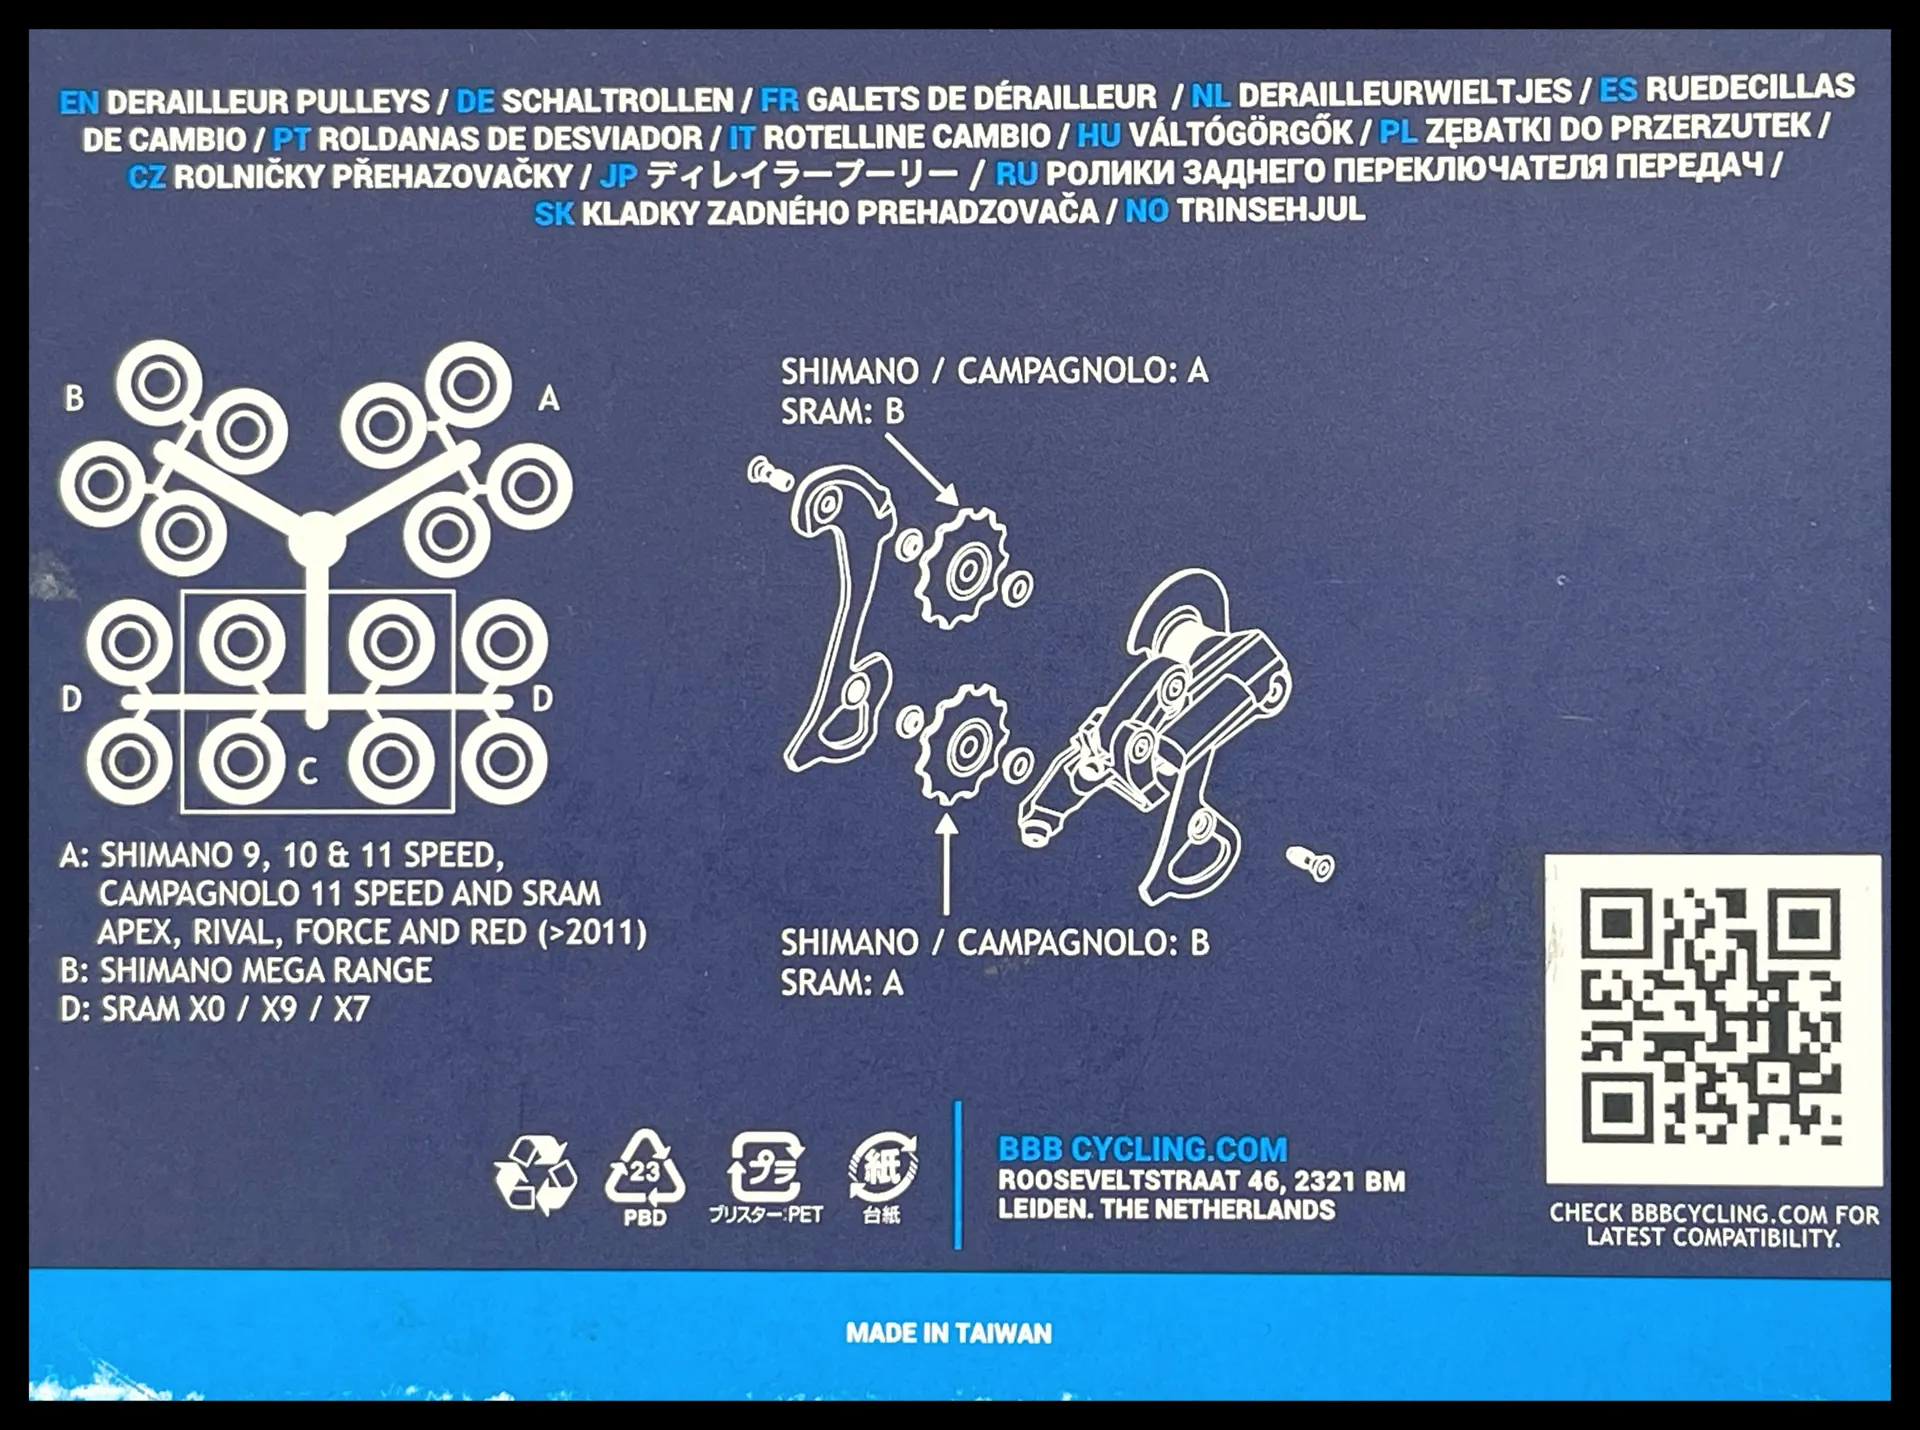 EN DERAILLEUR PULLEYS / DE SCHALTROLLEN / FR GALETS DE DÉRAILLEUR / NL DERAILLEURWIELTJES / ES RUEDECILLAS
DE CAMBIO / PT ROLDANAS DE DESVIADOR / IT ROTELLINE CAMBIO / HU VÁLTÓGÖRGŐK / PL ZĘBATKI DO PRZERZUTEK /
CZ ROLNIČKY PŘEHAZOVAČKY / JP ディレイラープーリー / RU РОЛИКИ ЗАДНЕГО ПЕРЕКЛЮЧАТЕЛЯ ПЕРЕДАЧ /
SK KLADKY ZADNÉHO PREHADZOVAČA / NO TRINSEHJUL
B
A
D
D
C
A: SHIMANO 9, 10 & 11 SPEED,
CAMPAGNOLO 11 SPEED AND SRAM
APEX, RIVAL, FORCE AND RED (>2011)
B: SHIMANO MEGA RANGE
D: SRAM X0 / X9 / X7
SHIMANO / CAMPAGNOLO: A
SRAM: B
SHIMANO / CAMPAGNOLO: B
SRAM: A
23
PBD
プラ
ブリスター:PET
紙
台紙
BBB CYCLING.COM
ROOSEVELTSTRAAT 46, 2321 BM
LEIDEN. THE NETHERLANDS
CHECK BBBCYCLING.COM FOR
LATEST COMPATIBILITY.
MADE IN TAIWAN